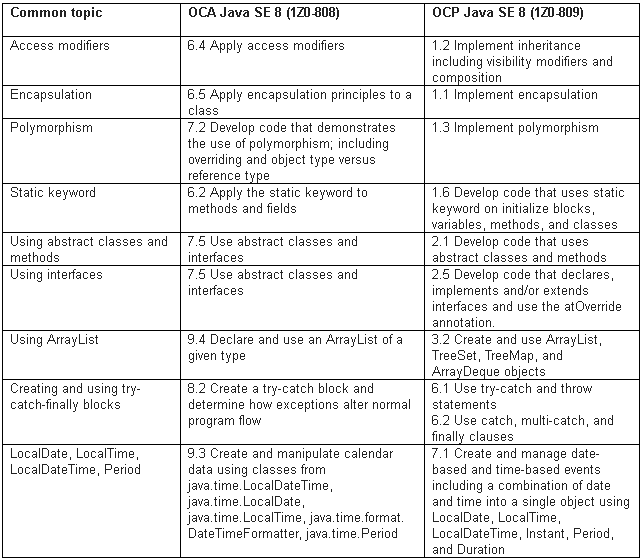 Common topic
OCA Java SE 8 (1Z0-808)
OCP Java SE 8 (1Z0-809)
Access modifiers
6.4 Apply access modifiers
1.2 Implement inheritance
including visibility modifiers and
composition
Encapsulation
6.5 Apply encapsulation principles to a
class
1.1 Implement encapsulation
Polymorphism
7.2 Develop code that demonstrates
the use of polymorphism; including
overriding and object type versus
reference type
1.3 Implement polymorphism
Static keyword
6.2 Apply the static keyword to
methods and fields
1.6 Develop code that uses static
keyword on initialize blocks,
variables, methods, and classes
Using abstract classes and
methods
7.5 Use abstract classes and
interfaces
2.1 Develop code that uses
abstract classes and methods
Using interfaces
7.5 Use abstract classes and
interfaces
2.5 Develop code that declares,
implements and/or extends
interfaces and use the atOverride
annotation.
Using ArrayList
9.4 Declare and use an ArrayList of a
given type
3.2 Create and use ArrayList,
TreeSet, TreeMap, and
ArrayDeque objects
Creating and using try-
catch-finally blocks
8.2 Create a try-catch block and
determine how exceptions alter normal
program flow
6.1 Use try-catch and throw
statements
6.2 Use catch, multi-catch, and
finally clauses
LocalDate, LocalTime,
LocalDateTime, Period
9.3 Create and manipulate calendar
data using classes from
java.time.LocalDateTime,
java.time.LocalDate,
java.time.LocalTime, java.time.format.
DateTimeFormatter, java.time.Period
7.1 Create and manage date-
based and time-based events
including a combination of date
and time into a single object using
LocalDate, LocalTime,
LocalDateTime, Instant, Period,
and Duration